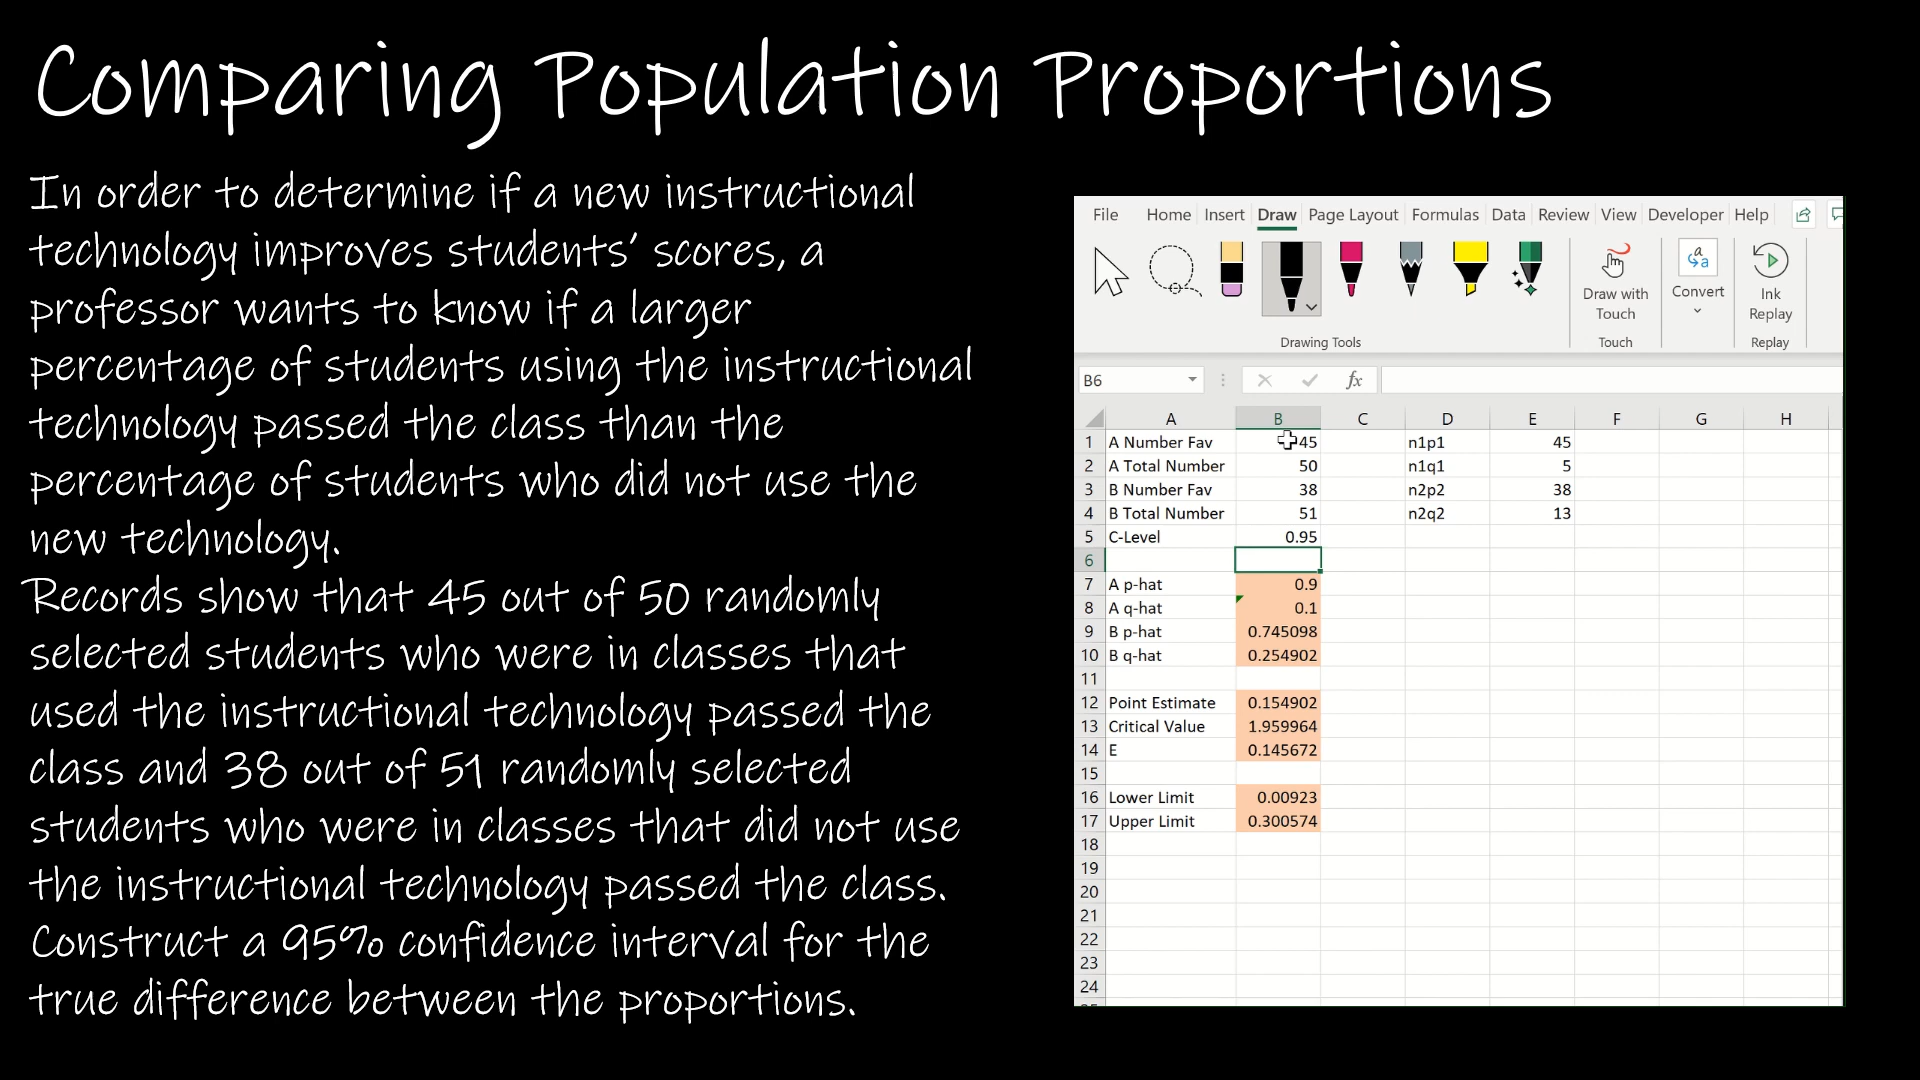 Comparing Population Proportions
In order to determine if a new instructional
technology improves students' scores, a
professor wants to know if a larger
percentage of students using the instructional
technology passed the class than the
percentage of students who did not use the
new technology.
Records show that 45 out of 50 randomly
selected students who were in classes that
used the instructional technology passed the
class and 38 out of 51 randomly selected
students who were in classes that did not use
the instructional technology passed the class.
Construct a 95% confidence interval for the
true difference between the proportions.
File Home Insert Draw Page Layout Formulas Data Review View Developer Help
Draw with Touch
Convert
Ink Replay
Drawing Tools Touch Replay
B6 fx
A B C D E F G H
1 A Number Fav 45 n1p1 45
2 A Total Number 50 n1q1 5
3 B Number Fav 38 n2p2 38
4 B Total Number 51 n2q2 13
5 C-Level 0.95
6
7 A p-hat 0.9
8 A q-hat 0.1
9 B p-hat 0.745098
10 B q-hat 0.254902
11
12 Point Estimate 0.154902
13 Critical Value 1.959964
14 E 0.145672
15
16 Lower Limit 0.00923
17 Upper Limit 0.300574
18
19
20
21
22
23
24